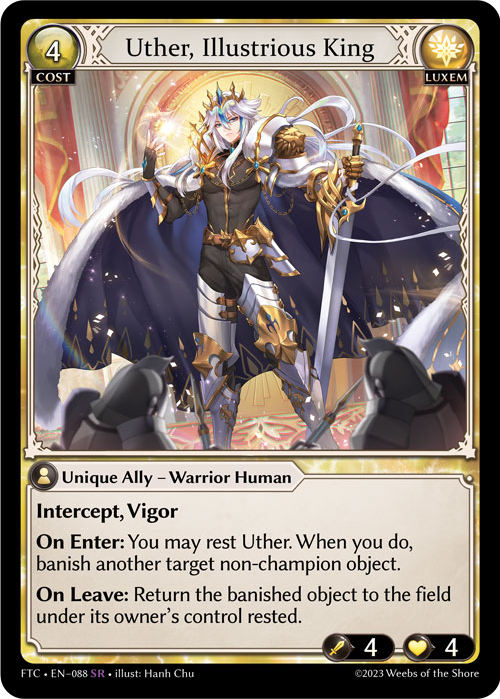 4
COST
Uther, Illustrious King
LUXEM
Unique Ally – Warrior Human
Intercept, Vigor
On Enter: You may rest Uther. When you do,
banish another target non-champion object.
On Leave: Return the banished object to the field
under its owner's control rested.
4
4
FTC • EN–088 SR • illust: Hanh Chu
©2023 Weebs of the Shore